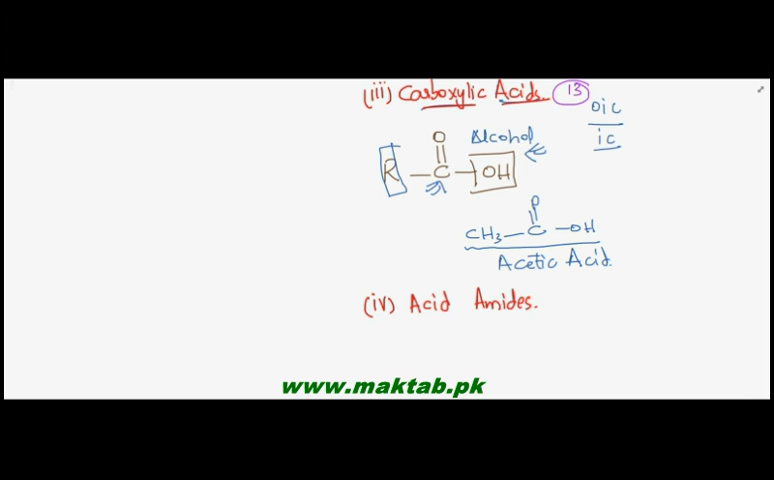 (iii) Carboxylic Acids. 13
oic
ic
Alcohol
O
R — C — OH
O
CH₃ — C — OH
Acetic Acid.
(iv) Acid Amides.
www.maktab.pk